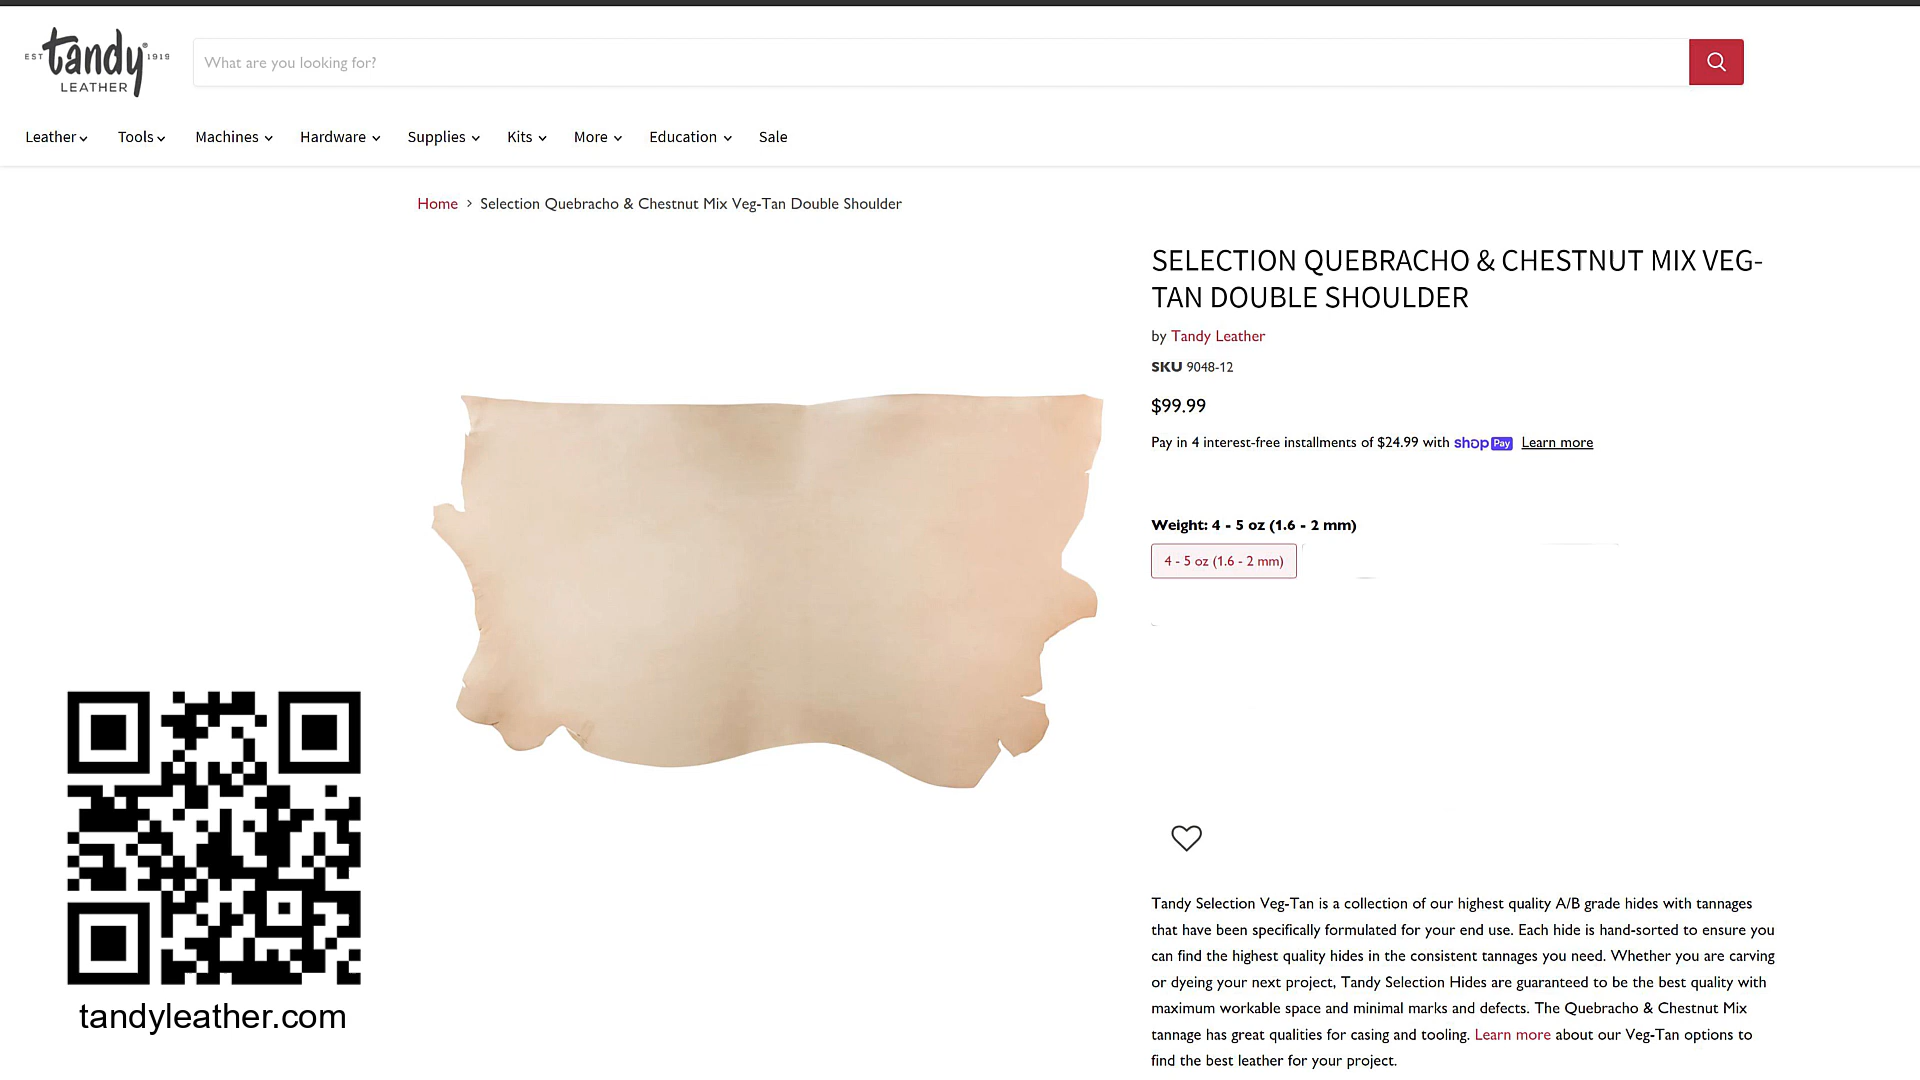 EST tandy® 1919
LEATHER
What are you looking for?
Leather Tools Machines Hardware Supplies Kits More Education Sale
Home > Selection Quebracho & Chestnut Mix Veg-Tan Double Shoulder
SELECTION QUEBRACHO & CHESTNUT MIX VEG-
TAN DOUBLE SHOULDER
by Tandy Leather
SKU 9048-12
$99.99
Pay in 4 interest-free installments of $24.99 with shop Pay Learn more
Weight: 4 - 5 oz (1.6 - 2 mm)
4 - 5 oz (1.6 - 2 mm)
Tandy Selection Veg-Tan is a collection of our highest quality A/B grade hides with tannages
that have been specifically formulated for your end use. Each hide is hand-sorted to ensure you
can find the highest quality hides in the consistent tannages you need. Whether you are carving
or dyeing your next project, Tandy Selection Hides are guaranteed to be the best quality with
maximum workable space and minimal marks and defects. The Quebracho & Chestnut Mix
tannage has great qualities for casing and tooling. Learn more about our Veg-Tan options to
find the best leather for your project.
tandyleather.com